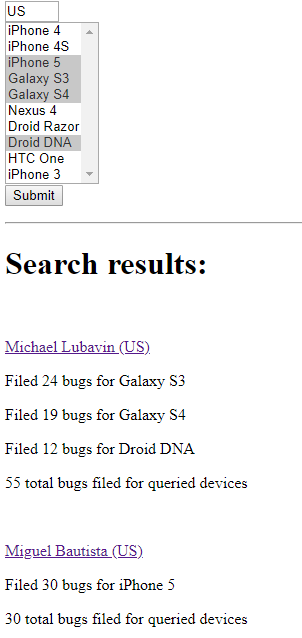 US
iPhone 4
iPhone 4S
iPhone 5
Galaxy S3
Galaxy S4
Nexus 4
Droid Razor
Droid DNA
HTC One
iPhone 3
Submit
Search results:
Michael Lubavin (US)
Filed 24 bugs for Galaxy S3
Filed 19 bugs for Galaxy S4
Filed 12 bugs for Droid DNA
55 total bugs filed for queried devices
Miguel Bautista (US)
Filed 30 bugs for iPhone 5
30 total bugs filed for queried devices